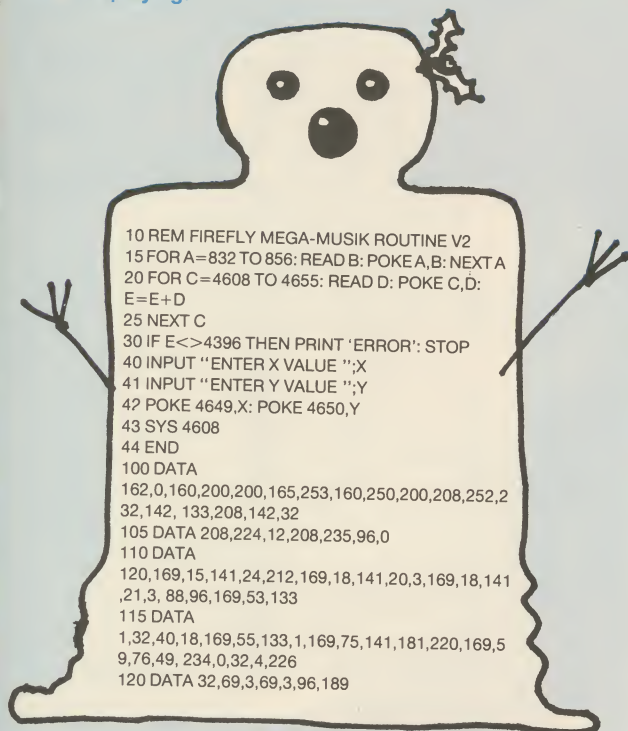 10 REM FIREFLY MEGA-MUSIK ROUTINE V2
15 FOR A=832 TO 856: READ B: POKE A,B: NEXT A
20 FOR C=4608 TO 4655: READ D: POKE C,D:
E=E+D
25 NEXT C
30 IF E<>4396 THEN PRINT 'ERROR': STOP
40 INPUT "ENTER X VALUE ";X
41 INPUT "ENTER Y VALUE ";Y
42 POKE 4649,X: POKE 4650,Y
43 SYS 4608
44 END
100 DATA
162,0,160,200,200,165,253,160,250,200,208,252,2
32,142, 133,208,142,32
105 DATA 208,224,12,208,235,96,0
110 DATA
120,169,15,141,24,212,169,18,141,20,3,169,18,141
,21,3, 88,96,169,53,133
115 DATA
1,32,40,18,169,55,133,1,169,75,141,181,220,169,5
9,76,49, 234,0,32,4,226
120 DATA 32,69,3,69,3,96,189